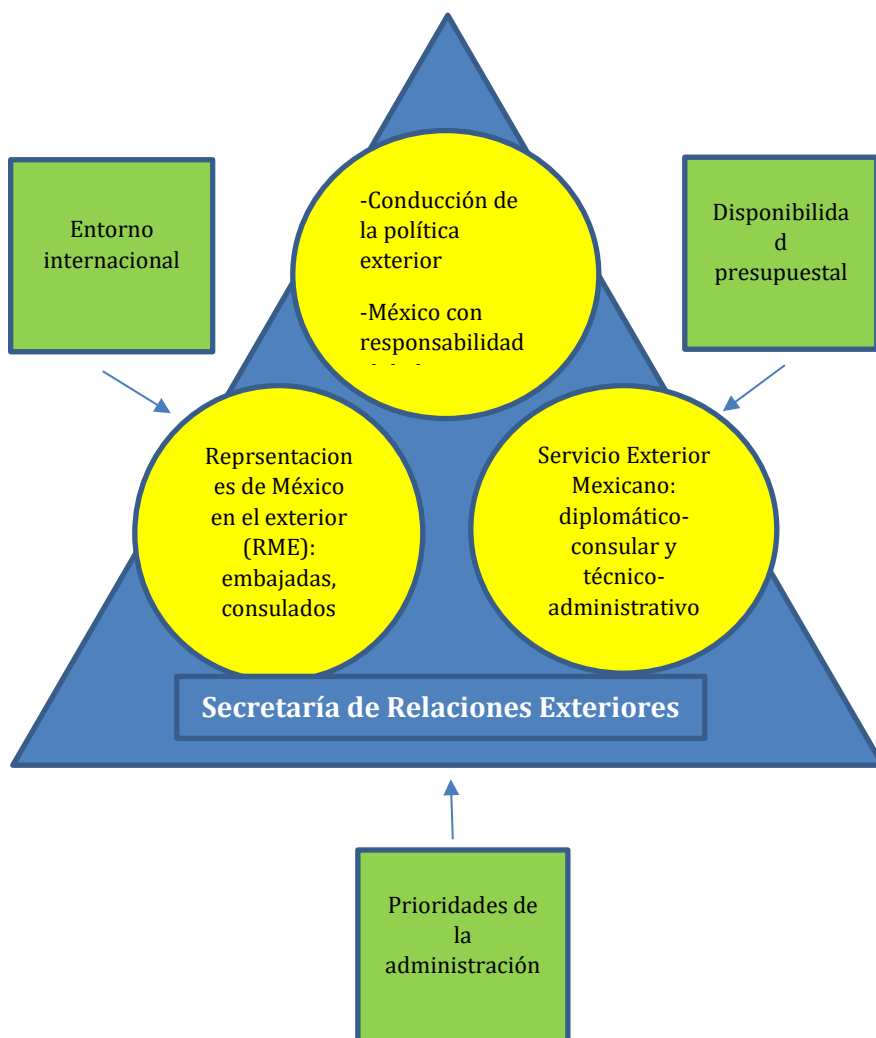 -Conducción de
la política
exterior
-México con
responsabilidad
Entorno
internacional
Disponibilida
d
presupuestal
Reprsentacion
es de México
en el exterior
(RME):
embajadas,
consulados
Servicio Exterior
Mexicano:
diplomático-
consular y
técnico-
administrativo
Secretaría de Relaciones Exteriores
Prioridades de
la
administración